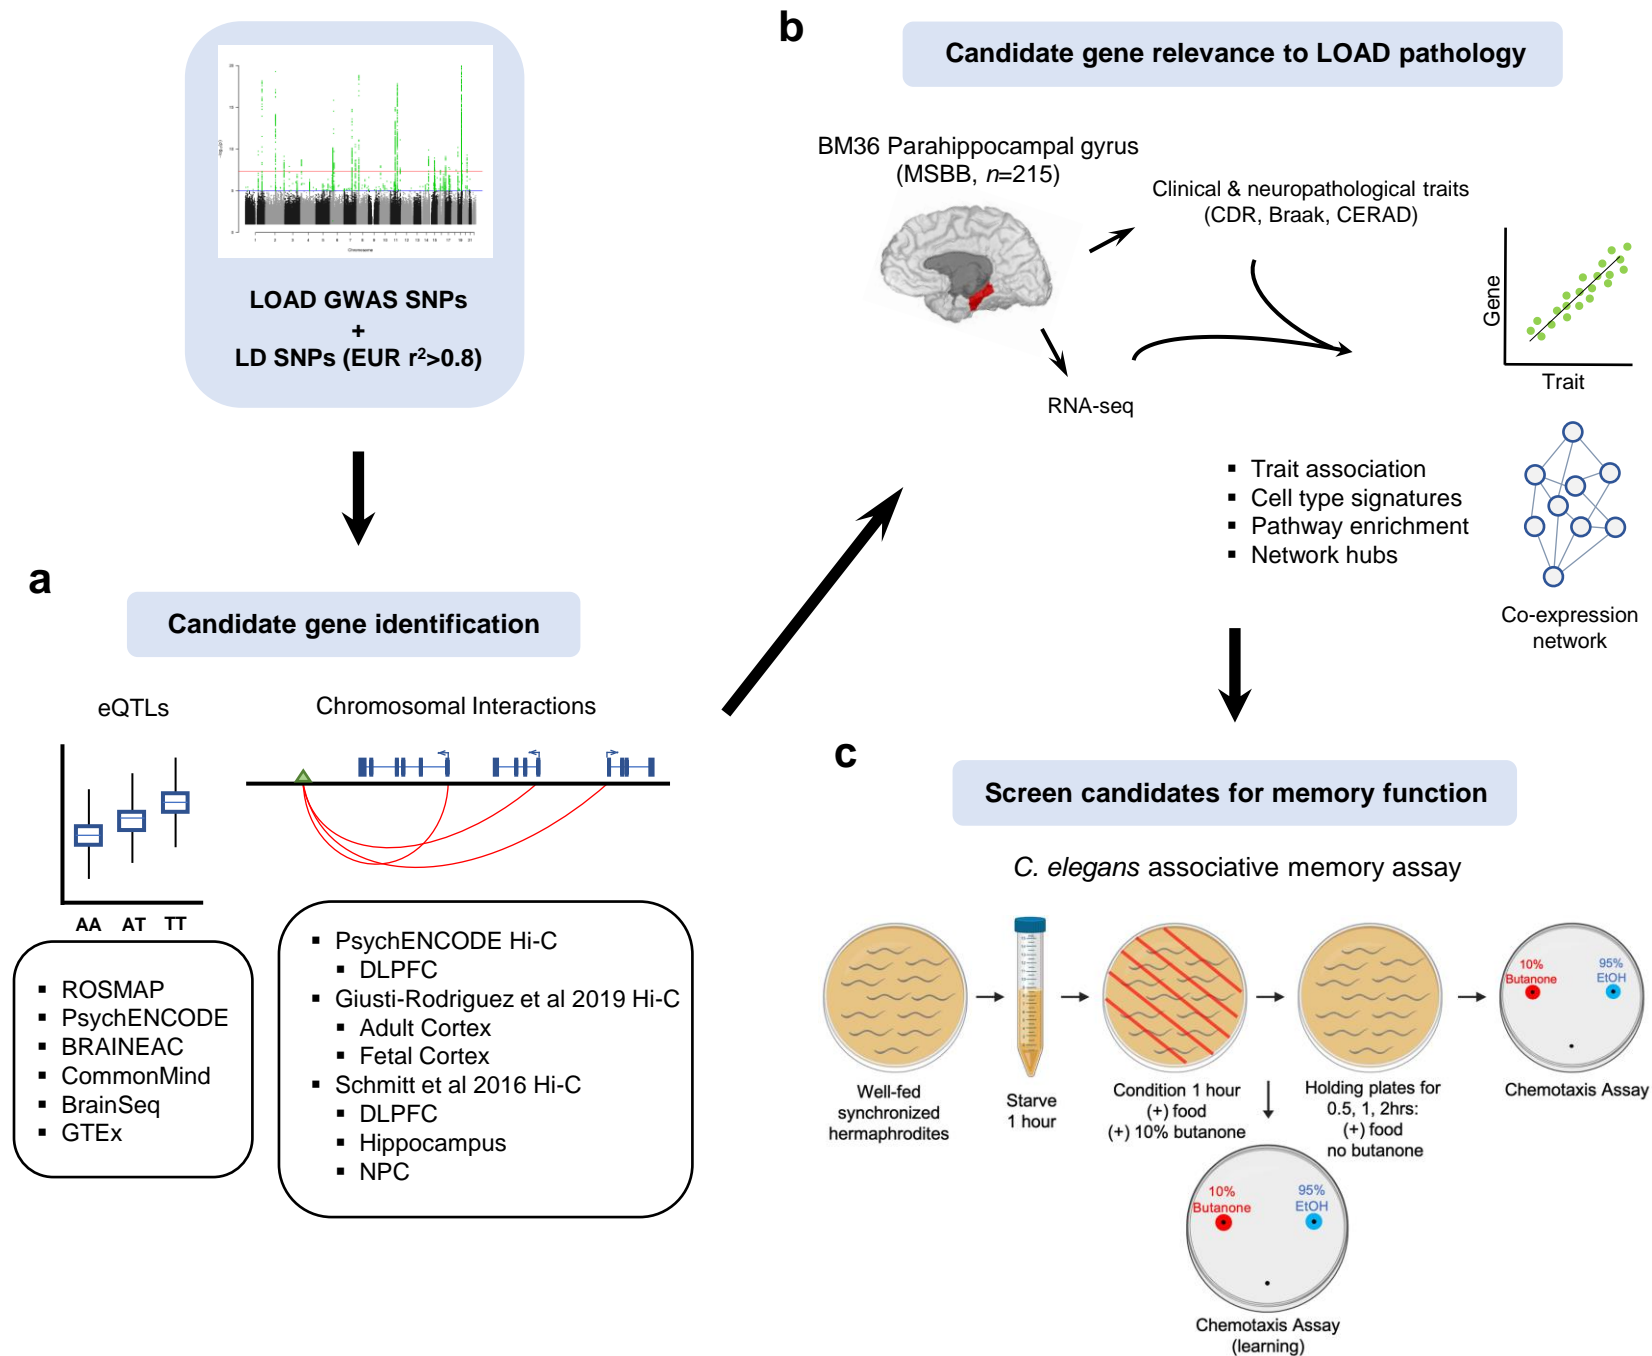 LOAD GWAS SNPs
+
LD SNPs (EUR r²>0.8)
Chromosome
a
Candidate gene identification
eQTLs
Chromosomal Interactions
AA AT TT
▪ ROSMAP
▪ PsychENCODE
▪ BRAINEAC
▪ CommonMind
▪ BrainSeq
▪ GTEx
▪ PsychENCODE Hi-C
▪ DLPFC
▪ Giusti-Rodriguez et al 2019 Hi-C
▪ Adult Cortex
▪ Fetal Cortex
▪ Schmitt et al 2016 Hi-C
▪ DLPFC
▪ Hippocampus
▪ NPC
b
Candidate gene relevance to LOAD pathology
BM36 Parahippocampal gyrus
(MSBB, n=215)
Clinical & neuropathological traits
(CDR, Braak, CERAD)
RNA-seq
Gene
Trait
▪ Trait association
▪ Cell type signatures
▪ Pathway enrichment
▪ Network hubs
Co-expression
network
c
Screen candidates for memory function
C. elegans associative memory assay
Well-fed
synchronized
hermaphrodites
Starve
1 hour
Condition 1 hour
(+) food
(+) 10% butanone
Holding plates for
0.5, 1, 2hrs:
(+) food
no butanone
10%
Butanone
95%
EtOH
Chemotaxis Assay
10%
Butanone
95%
EtOH
Chemotaxis Assay
(learning)